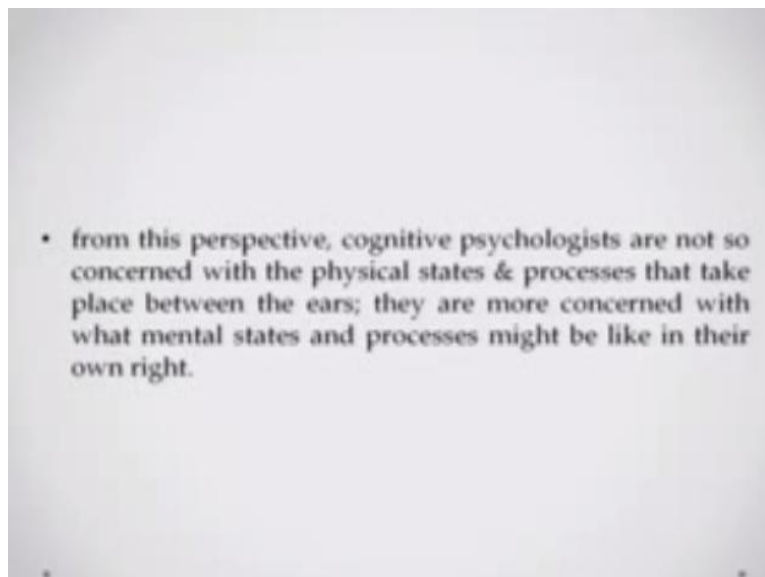 • from this perspective, cognitive psychologists are not so
concerned with the physical states & processes that take
place between the ears; they are more concerned with
what mental states and processes might be like in their
own right.